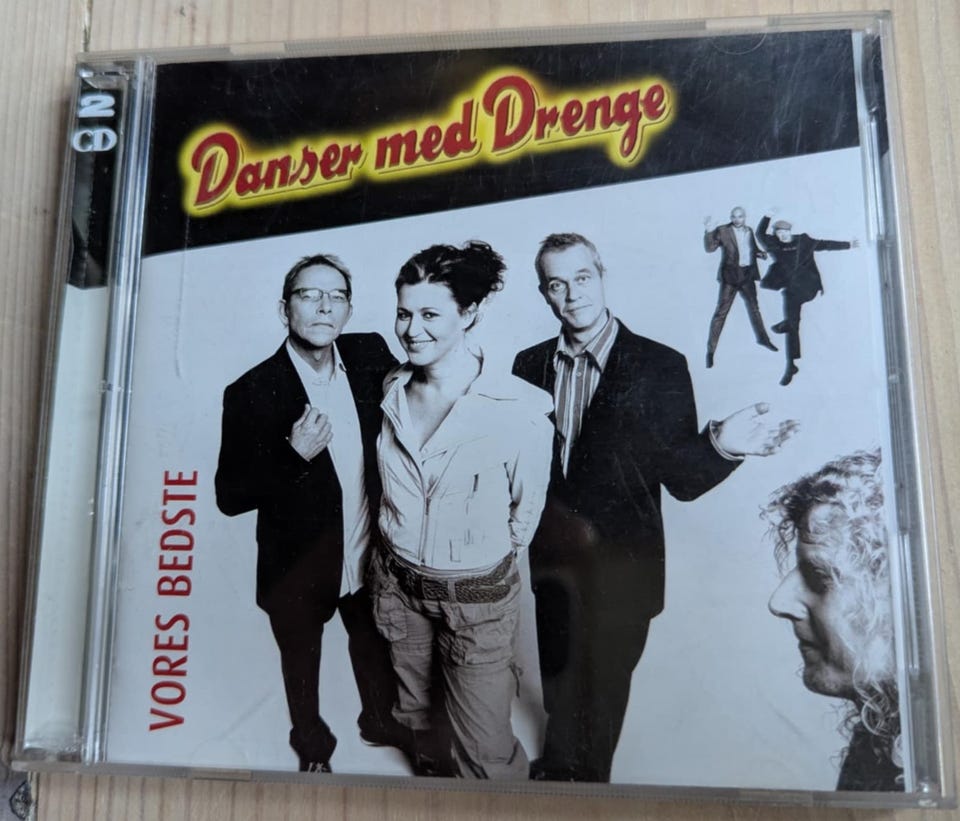 2
CD
Danser med Drenge
VORES BEDSTE